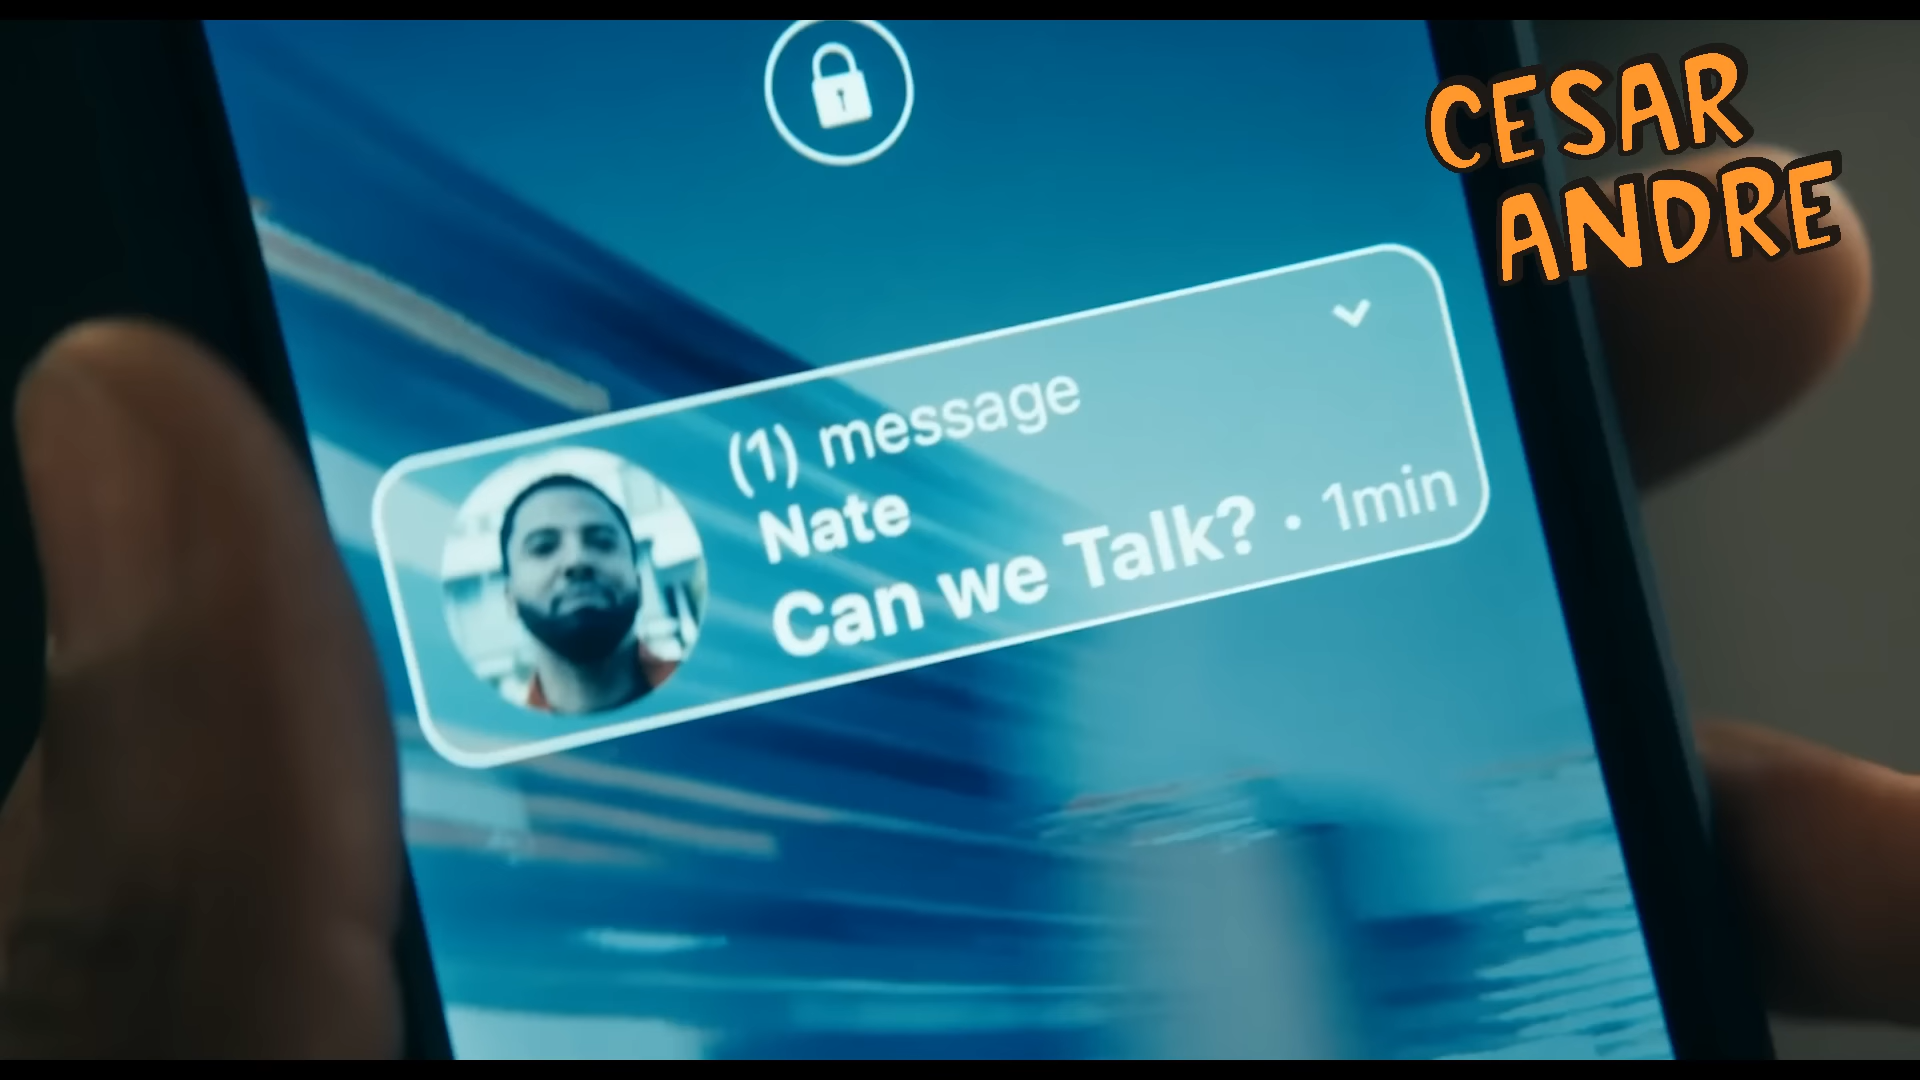 CESAR
ANDRE
(1) message
Nate
Can we Talk? · 1min